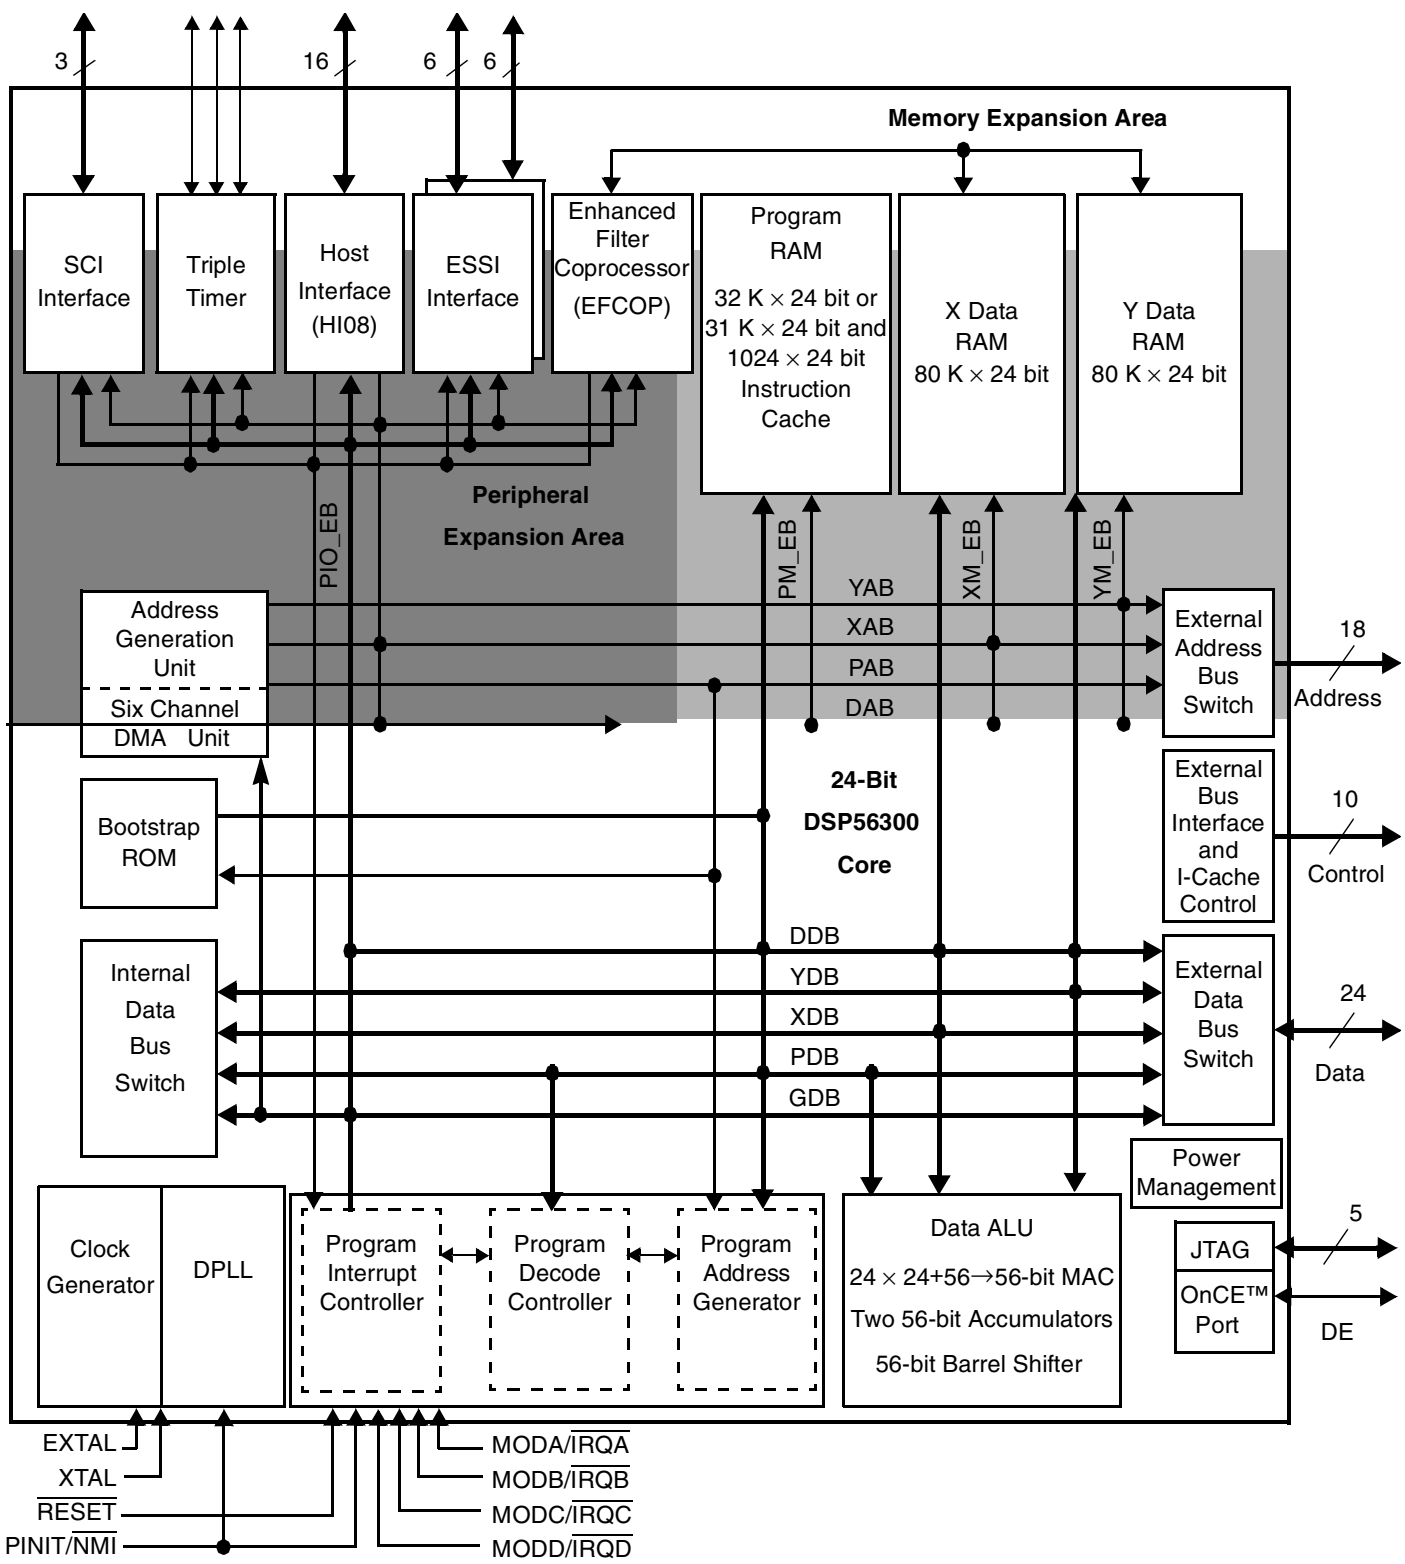 3
16
6
6
Memory Expansion Area
SCI
Interface
Triple
Timer
Host
Interface
(HI08)
ESSI
Interface
Enhanced
Filter
Coprocessor
(EFCOP)
Program
RAM
32 K × 24 bit or
31 K × 24 bit and
1024 × 24 bit
Instruction
Cache
X Data
RAM
80 K × 24 bit
Y Data
RAM
80 K × 24 bit
Peripheral
Expansion Area
PIO_EB
PM_EB
XM_EB
YM_EB
YAB
XAB
PAB
DAB
Address
Generation
Unit
Six Channel
DMA Unit
External
Address
Bus
Switch
18
Address
24-Bit
DSP56300
Core
Bootstrap
ROM
External
Bus
Interface
and
I-Cache
Control
10
Control
DDB
YDB
XDB
PDB
GDB
Internal
Data
Bus
Switch
External
Data
Bus
Switch
24
Data
Power
Management
Clock
Generator
DPLL
Program
Interrupt
Controller
Program
Decode
Controller
Program
Address
Generator
Data ALU
24 × 24+56→56-bit MAC
Two 56-bit Accumulators
56-bit Barrel Shifter
JTAG
OnCE™
Port
5
DE
EXTAL
XTAL
RESET
PINIT/NMI
MODA/IRQA
MODB/IRQB
MODC/IRQC
MODD/IRQD